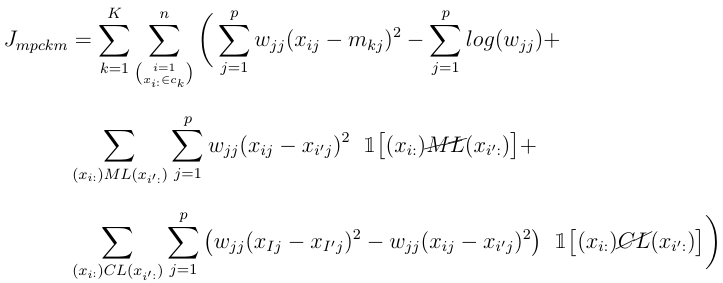 $J_{mpckm} = \sum_{k=1}^{K} \sum_{\binom{i=1}{x_{i:} \in c_k}}^{n} \Bigg( \sum_{j=1}^{p} w_{jj}(x_{ij} - m_{kj})^2 - \sum_{j=1}^{p} log(w_{jj}) +$
$\sum_{(x_{i:})ML(x_{i':})} \sum_{j=1}^{p} w_{jj}(x_{ij} - x_{i'j})^2 \;\; \mathbb{1}\big[(x_{i:})\cancel{ML}(x_{i':})\big] +$
$\sum_{(x_{i:})CL(x_{i':})} \sum_{j=1}^{p} \big( w_{jj}(x_{Ij} - x_{I'j})^2 - w_{jj}(x_{ij} - x_{i'j})^2 \big) \;\; \mathbb{1}\big[(x_{i:})\cancel{CL}(x_{i':})\big] \Bigg)$